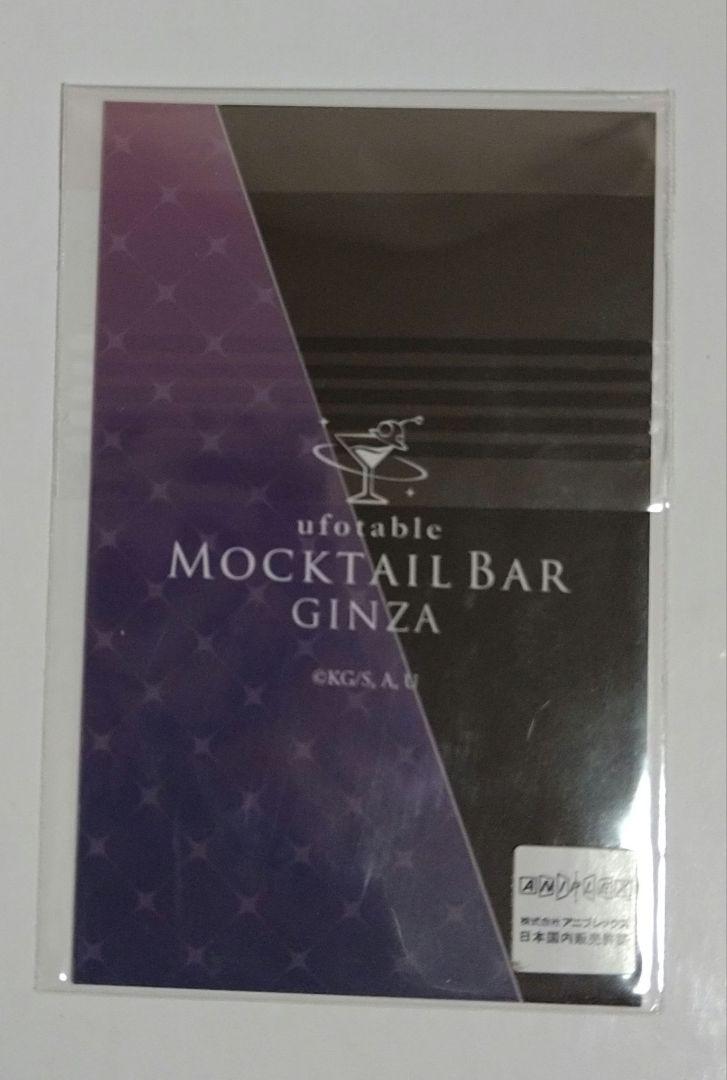 ufotable
MOCKTAIL BAR
GINZA
©KG/S, A, U
ANIPLEX
株式会社アニプレックス
日本国内販売許諾